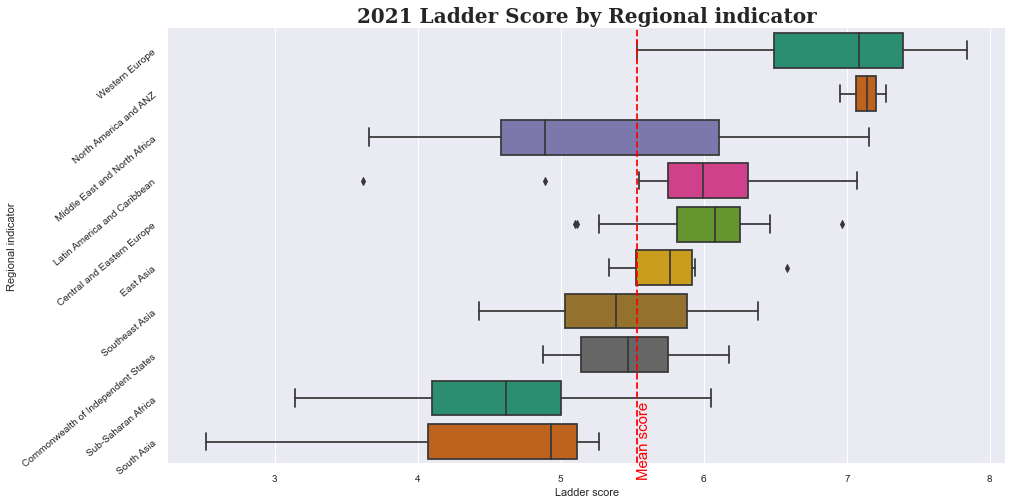 2021 Ladder Score by Regional indicator
Regional indicator
Western Europe
North America and ANZ
Middle East and North Africa
Latin America and Caribbean
Central and Eastern Europe
East Asia
Southeast Asia
Commonwealth of Independent States
Sub-Saharan Africa
South Asia
Mean score
3 4 5 6 7 8
Ladder score